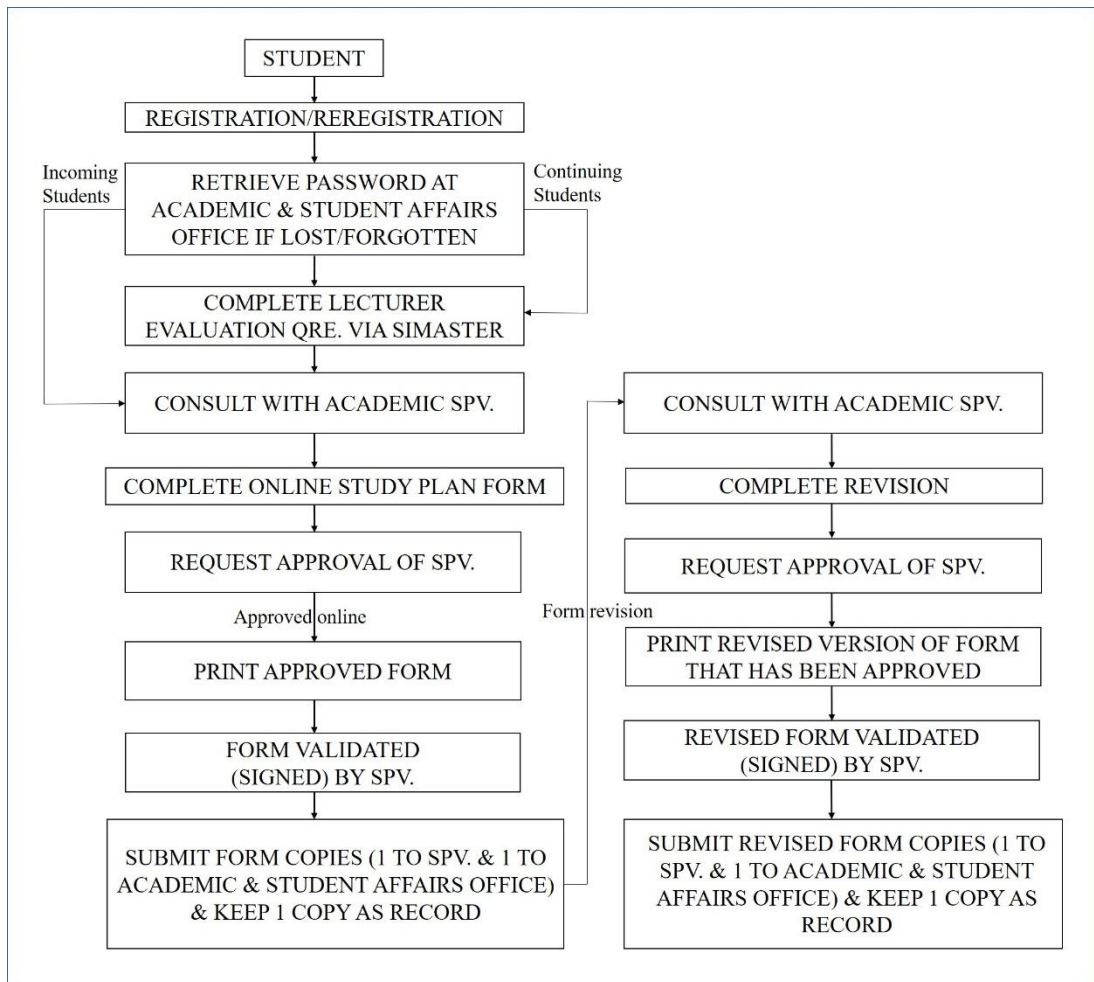 STUDENT
REGISTRATION/REREGISTRATION
Incoming
Students
Continuing
Students
RETRIEVE PASSWORD AT
ACADEMIC & STUDENT AFFAIRS
OFFICE IF LOST/FORGOTTEN
COMPLETE LECTURER
EVALUATION QRE. VIA SIMASTER
CONSULT WITH ACADEMIC SPV.
COMPLETE ONLINE STUDY PLAN FORM
REQUEST APPROVAL OF SPV.
Approved online
PRINT APPROVED FORM
FORM VALIDATED
(SIGNED) BY SPV.
SUBMIT FORM COPIES (1 TO SPV. & 1 TO
ACADEMIC & STUDENT AFFAIRS OFFICE)
& KEEP 1 COPY AS RECORD
Form revision
CONSULT WITH ACADEMIC SPV.
COMPLETE REVISION
REQUEST APPROVAL OF SPV.
PRINT REVISED VERSION OF FORM
THAT HAS BEEN APPROVED
REVISED FORM VALIDATED
(SIGNED) BY SPV.
SUBMIT REVISED FORM COPIES (1 TO
SPV. & 1 TO ACADEMIC & STUDENT
AFFAIRS OFFICE) & KEEP 1 COPY AS
RECORD